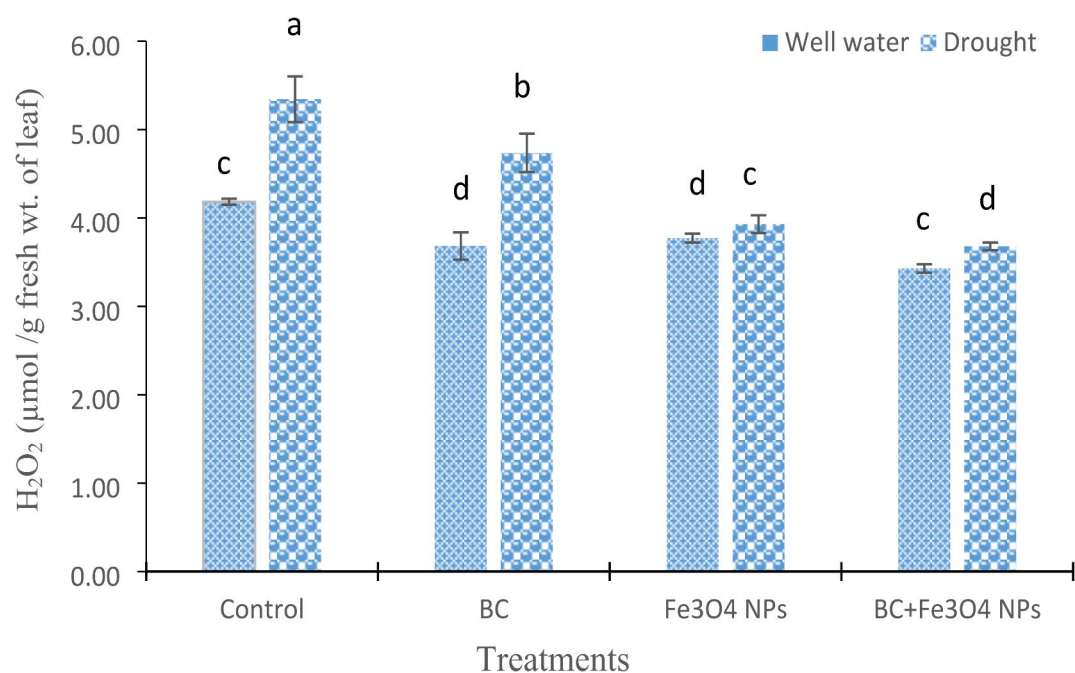 a
6.00
Well water
Drought
5.00
b
c
d
d
c
d
c
4.00
3.00
2.00
1.00
0.00
H₂O₂ (μmol /g fresh wt. of leaf)
Control
BC
Fe3O4 NPs
BC+Fe3O4 NPs
Treatments